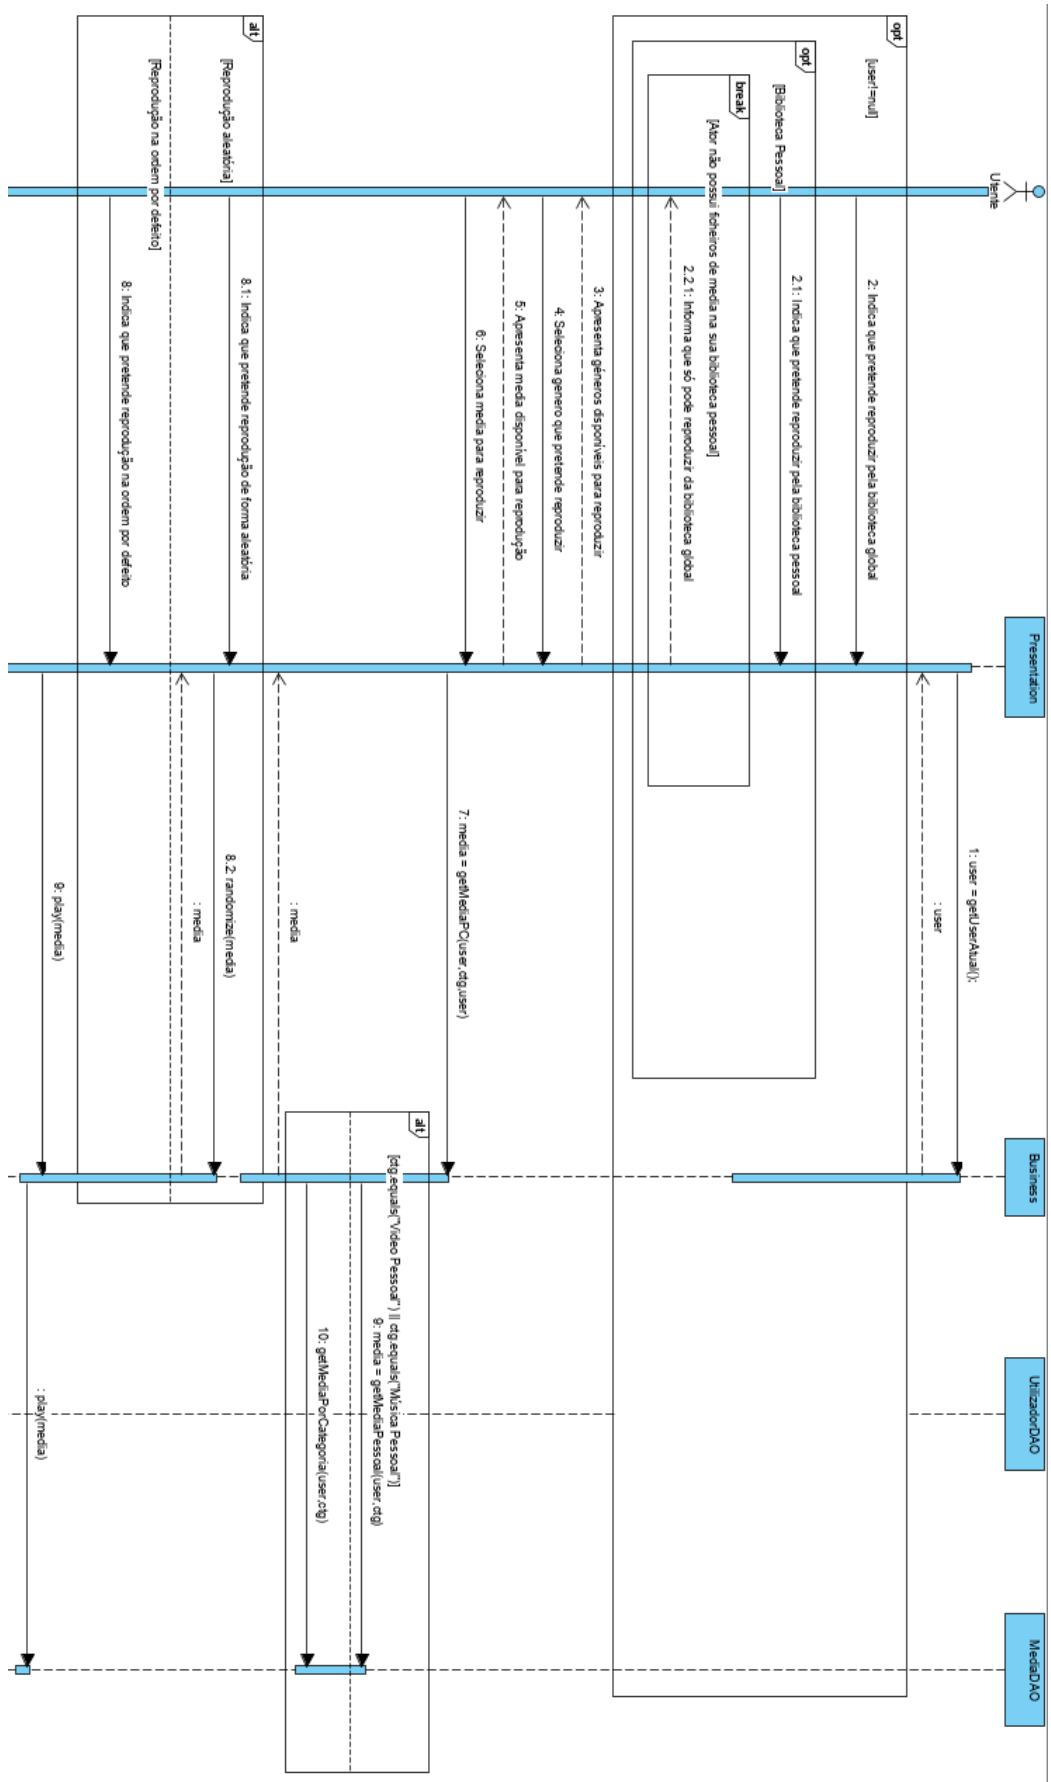 Utente
Presentation
Business
UtilizadorDAO
MediaDAO
1: user = getUserAtual();
: user
opt
[user!=null]
2: Indica que pretende reproduzir pela biblioteca global
opt
[Biblioteca Pessoal]
2.1: Indica que pretende reproduzir pela biblioteca pessoal
break
[Ator não possui ficheiros de media na sua biblioteca pessoal]
2.2.1: Informa que só pode reproduzir da biblioteca global
3: Apresenta géneros disponíveis para reproduzir
4: Seleciona genero que pretende reproduzir
5: Apresenta media disponível para reprodução
6: Seleciona media para reproduzir
7: media = getMediaPC(user,ctg,user)
alt
[ctg.equals("Video Pessoal") || ctg.equals("Música Pessoal")]
9: media = getMediaPessoal(user,ctg)
10: getMediaPorCategoria(user,ctg)
: media
alt
[Reprodução aleatória]
8.1: Indica que pretende reprodução de forma aleatória
8.2: randomize(media)
: media
[Reprodução na ordem por defeito]
8: Indica que pretende reprodução na ordem por defeito
9: play(media)
: play(media)